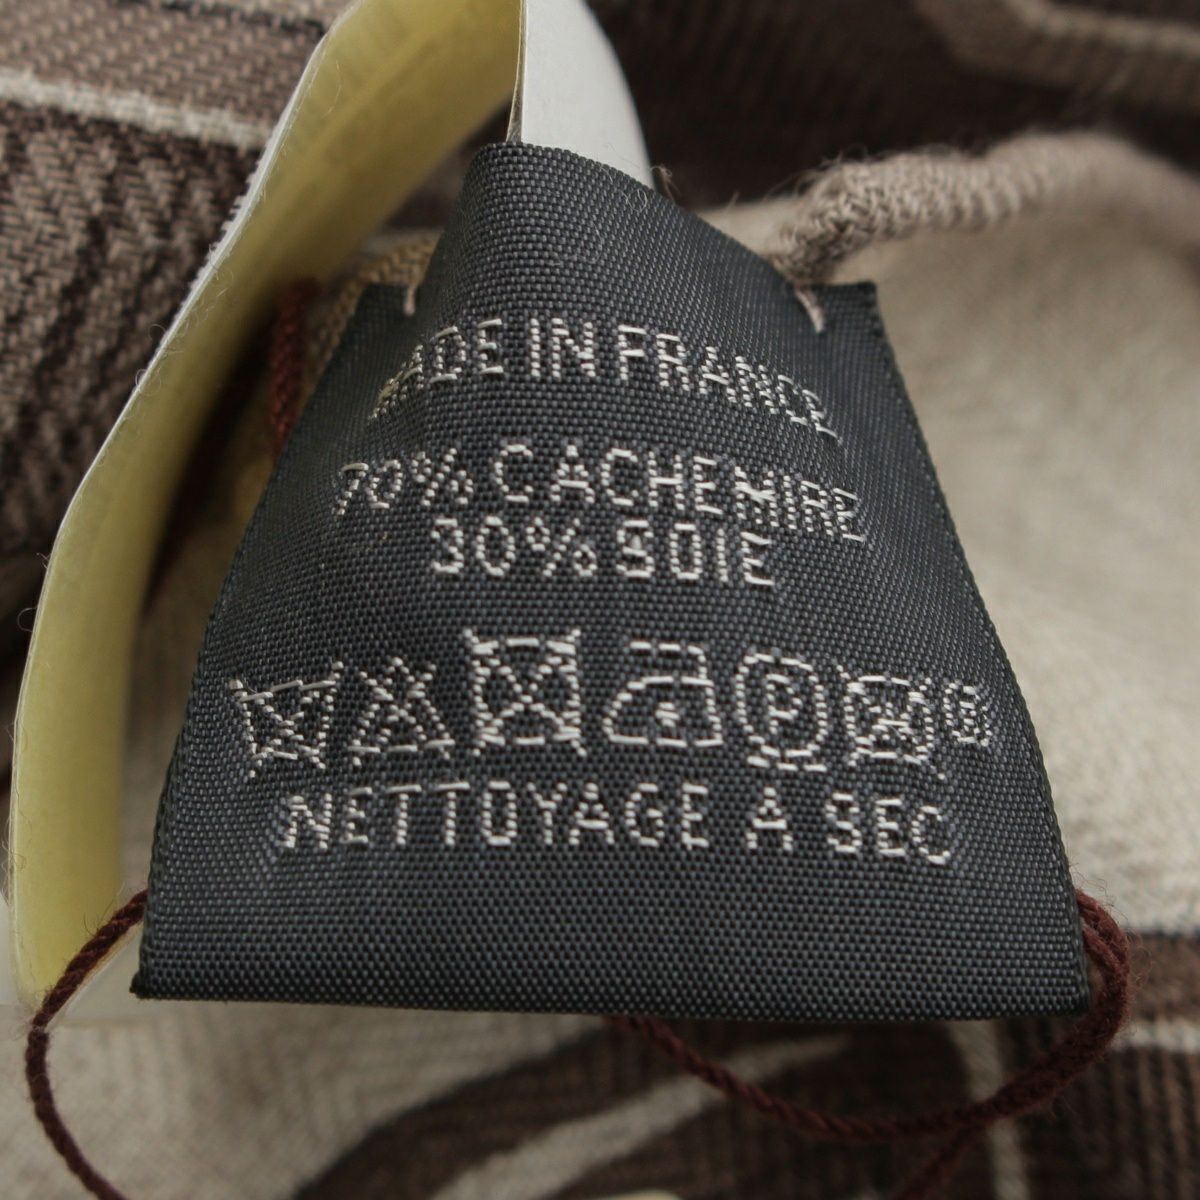 MADE IN FRANCE
70% CACHEMIRE
30% SOIE
P
NETTOYAGE A SEC